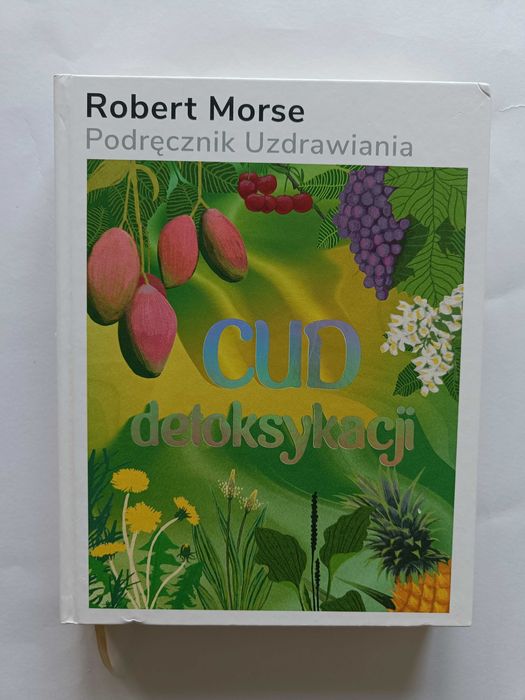 Robert Morse
Podręcznik Uzdrawiania
CUD
detoksykacji